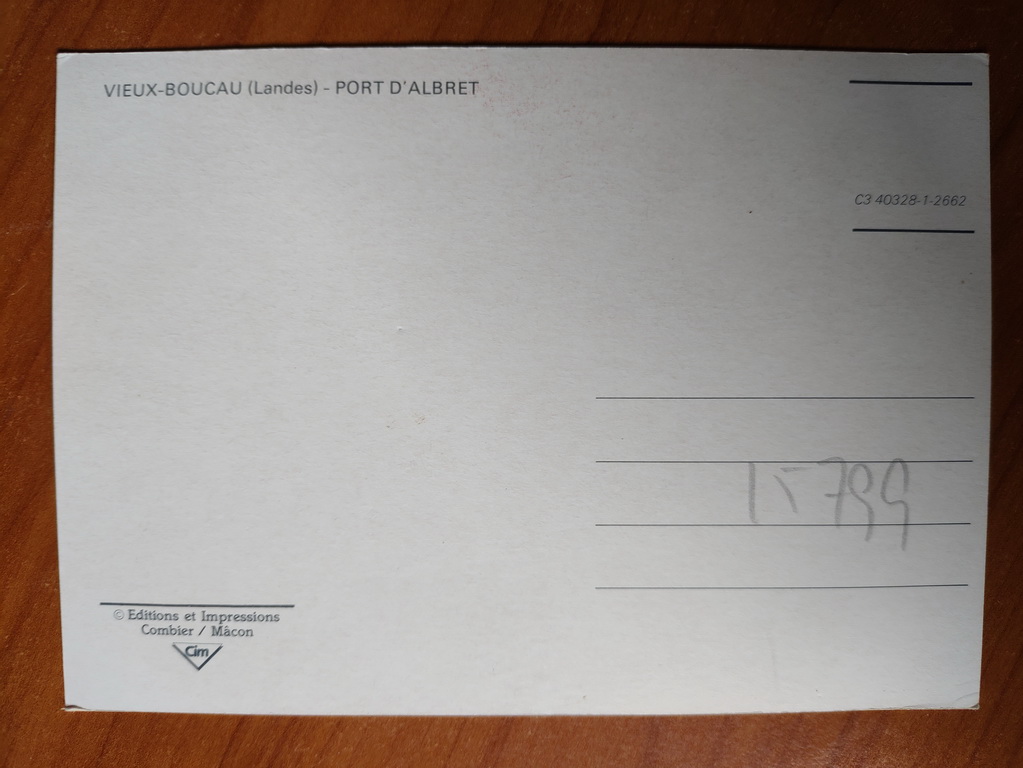 VIEUX-BOUCAU (Landes) - PORT D'ALBRET
C3 40328-1-2662
15799
© Editions et Impressions
Combier / Mâcon
Cim